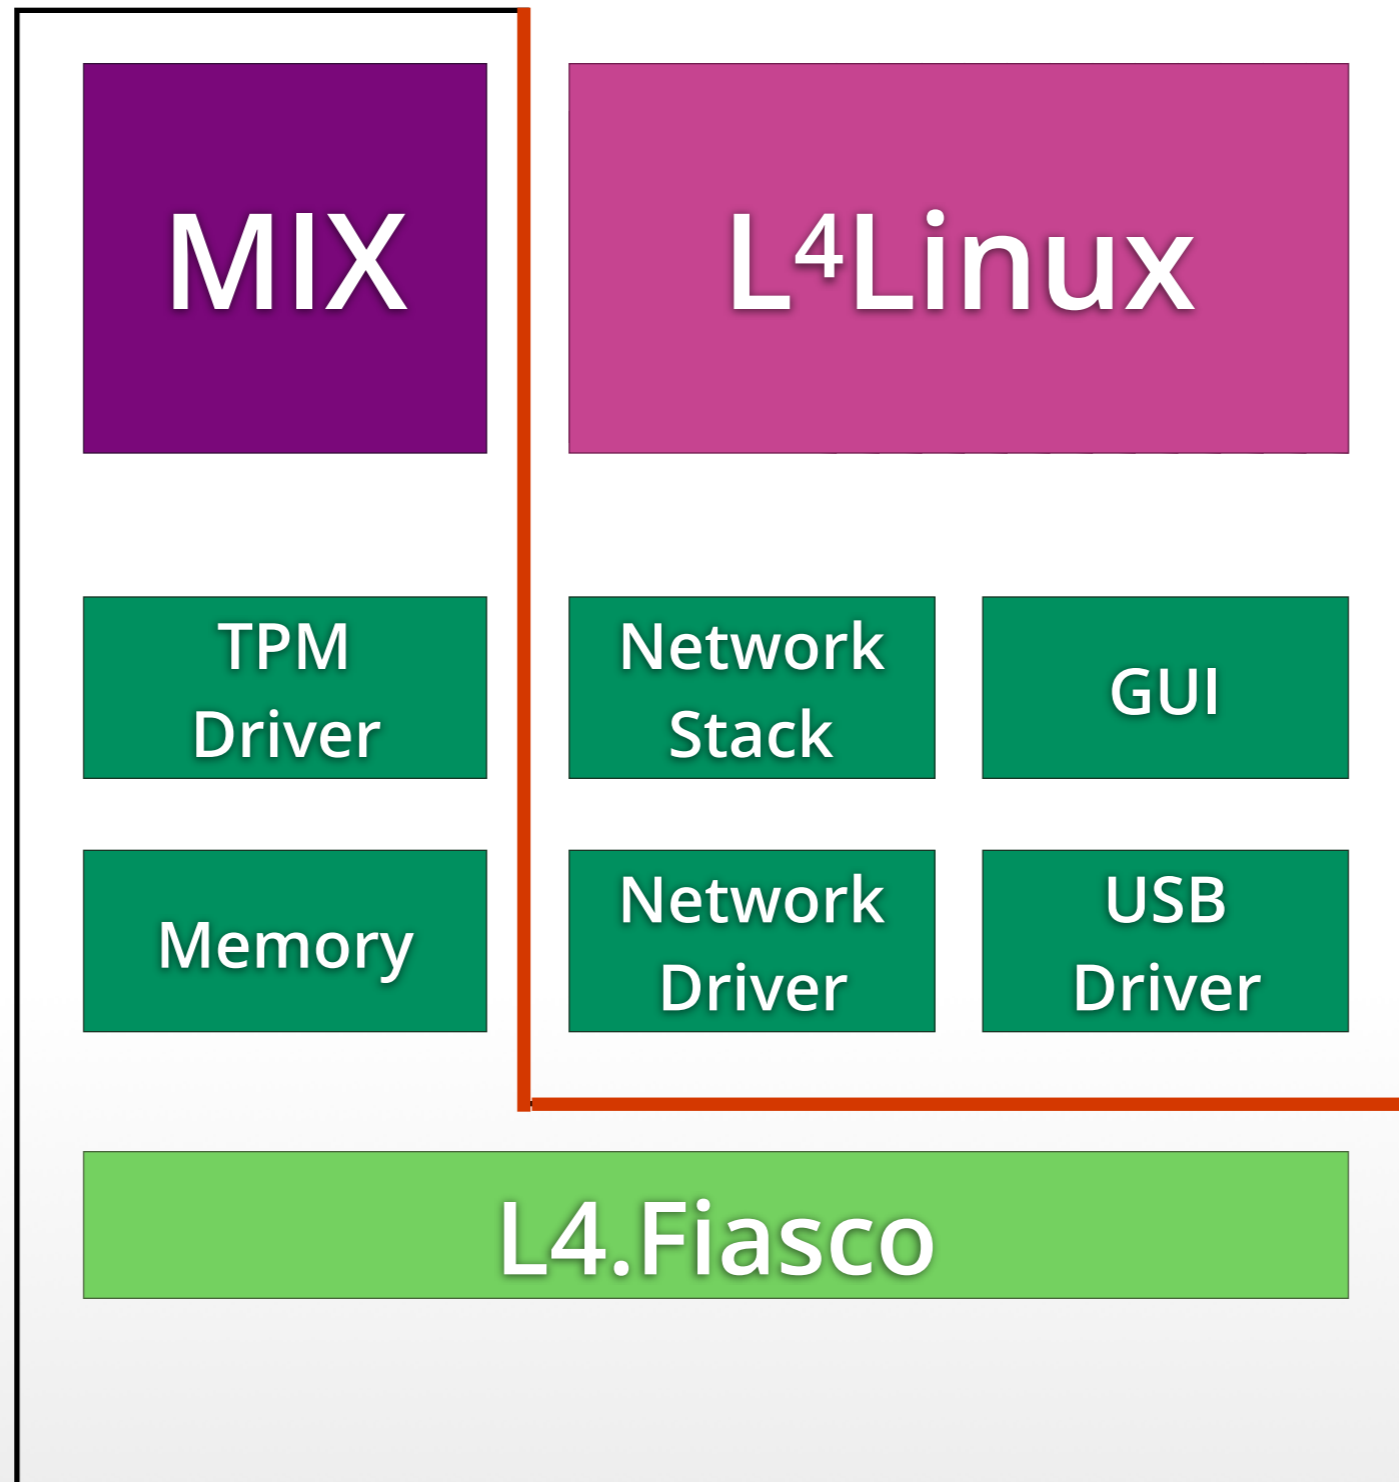 MIX
L⁴Linux
TPM
Driver
Network
Stack
GUI
Memory
Network
Driver
USB
Driver
L4.Fiasco